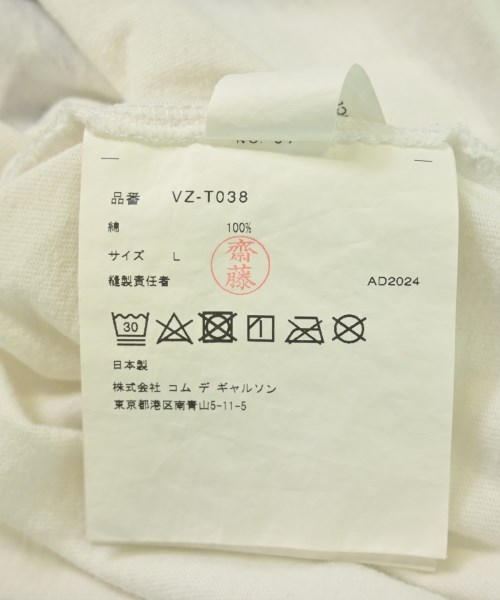 品番 VZ-T038
綿 100%
サイズ L
齋藤
縫製責任者 AD2024
30
日本製
株式会社 コム デ ギャルソン
東京都港区南青山5-11-5